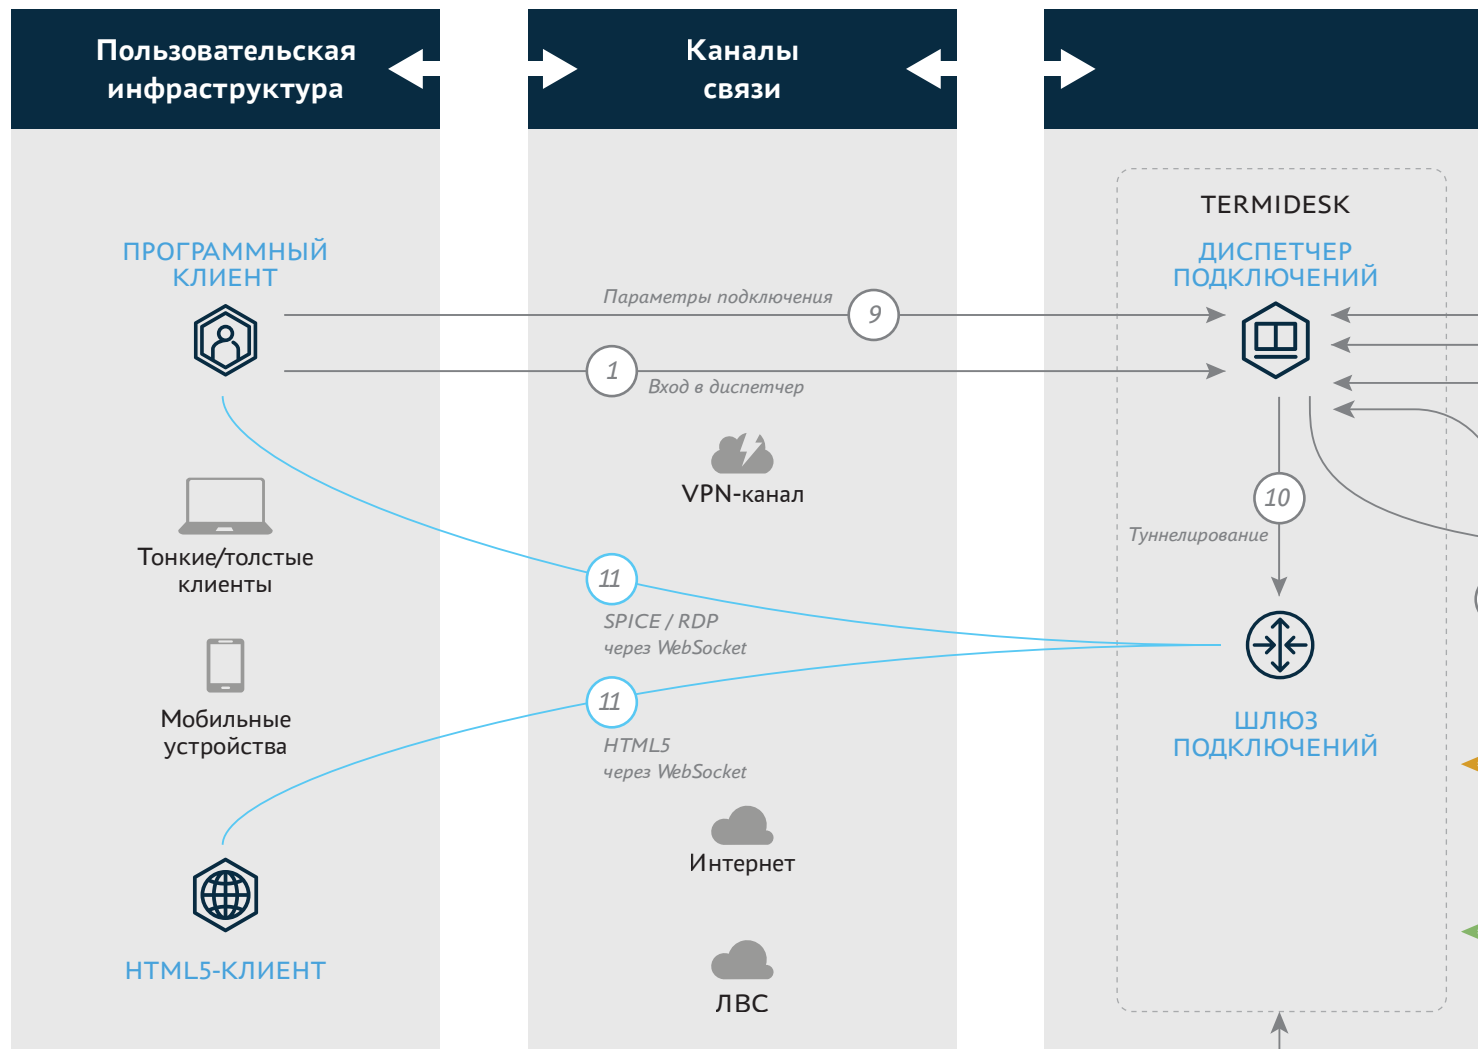 Пользовательская
инфраструктура
Каналы
связи
ПРОГРАММНЫЙ
КЛИЕНТ
Тонкие/толстые
клиенты
Мобильные
устройства
HTML5-КЛИЕНТ
Параметры подключения
9
1
Вход в диспетчер
VPN-канал
11
SPICE / RDP
через WebSocket
11
HTML5
через WebSocket
Интернет
ЛВС
TERMIDESK
ДИСПЕТЧЕР
ПОДКЛЮЧЕНИЙ
10
Туннелирование
ШЛЮЗ
ПОДКЛЮЧЕНИЙ